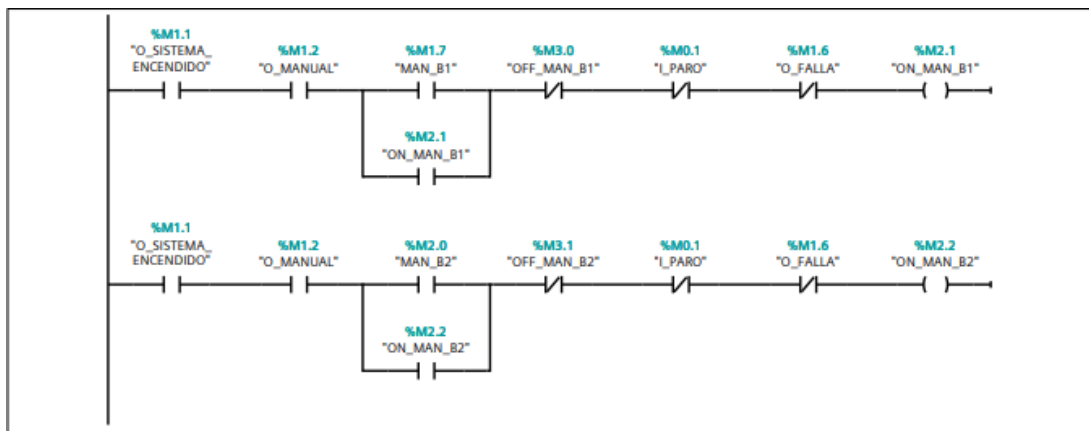 %M1.1
"O_SISTEMA_
ENCENDIDO"
%M1.2
"O_MANUAL"
%M1.7
"MAN_B1"
%M3.0
"OFF_MAN_B1"
%M0.1
"I_PARO"
%M1.6
"O_FALLA"
%M2.1
"ON_MAN_B1"
%M2.1
"ON_MAN_B1"
%M1.1
"O_SISTEMA_
ENCENDIDO"
%M1.2
"O_MANUAL"
%M2.0
"MAN_B2"
%M3.1
"OFF_MAN_B2"
%M0.1
"I_PARO"
%M1.6
"O_FALLA"
%M2.2
"ON_MAN_B2"
%M2.2
"ON_MAN_B2"